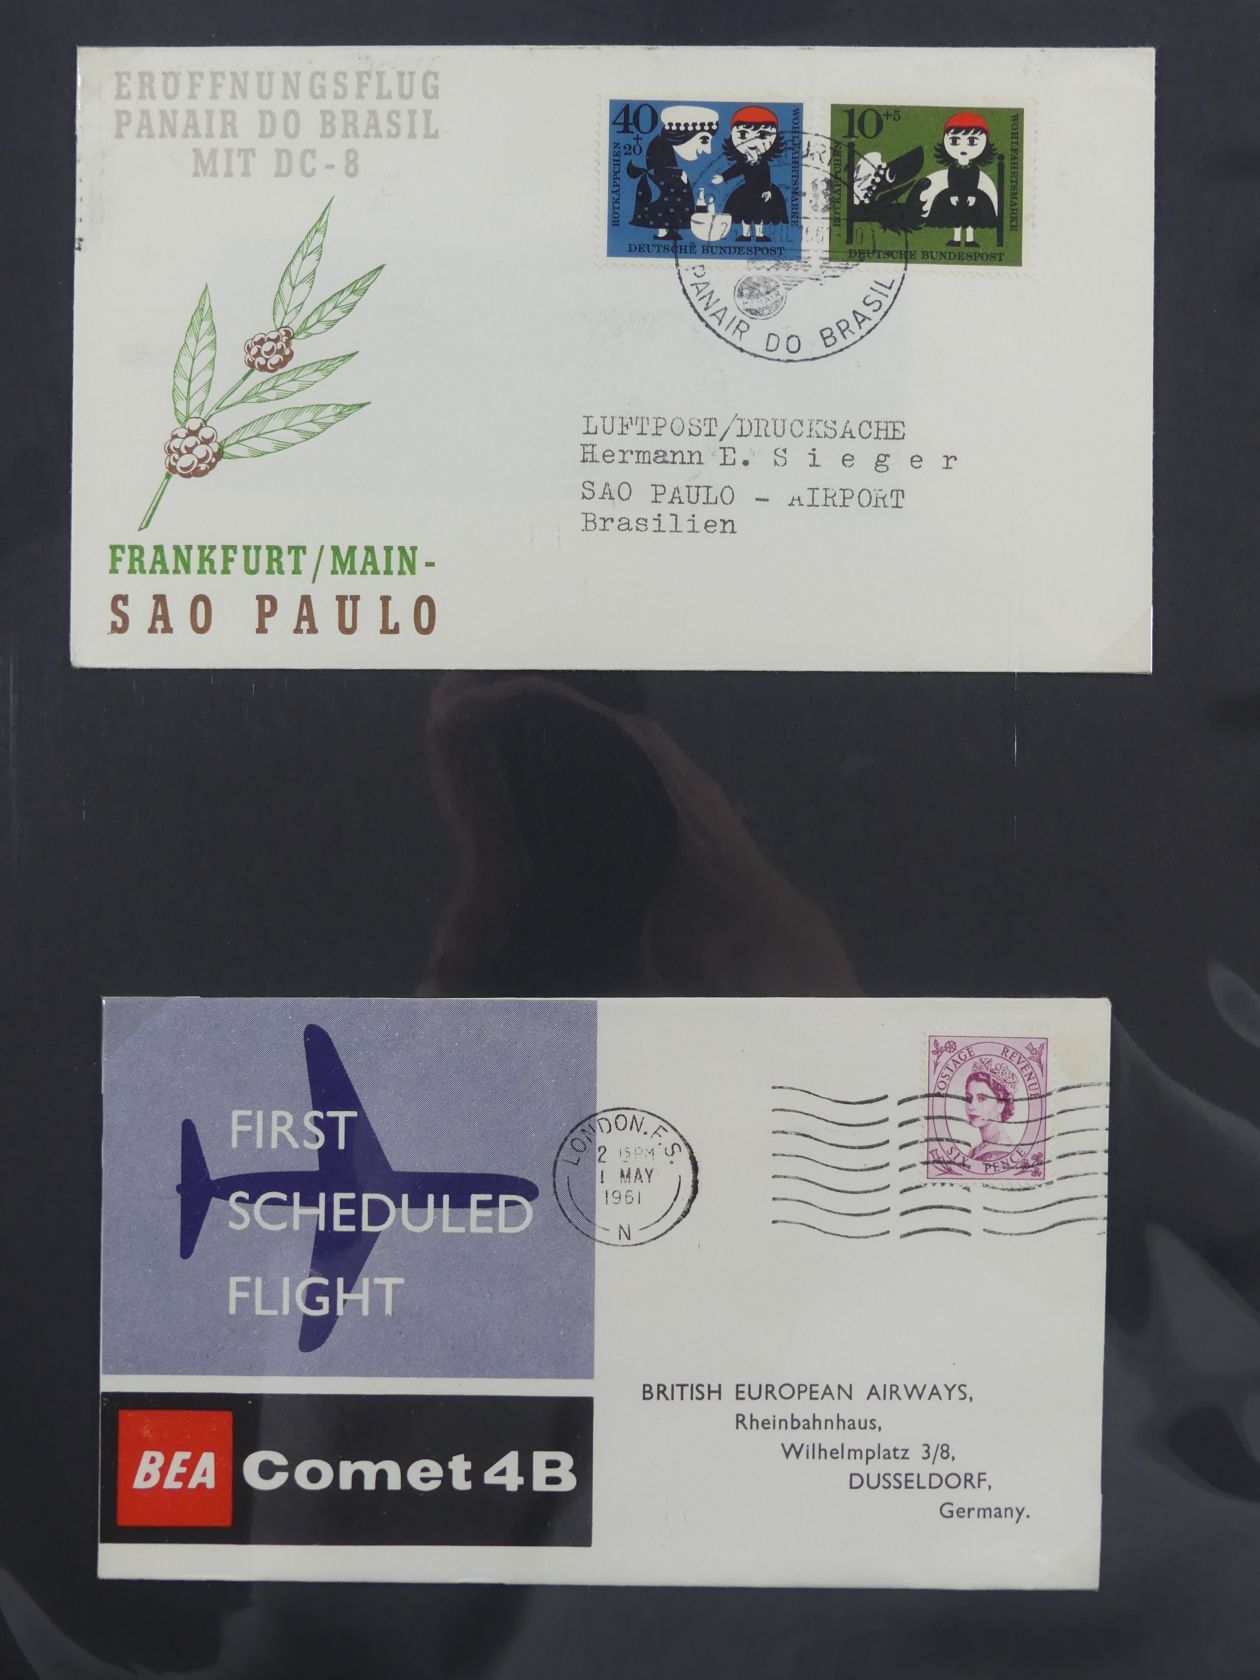 ERÖFFNUNGSFLUG
PANAIR DO BRASIL
MIT DC-8
40
+
20
ROTKÄPPCHEN
WOHLFAHRTSMARKE
DEUTSCHE BUNDESPOST
10+5
ROTKÄPPCHEN
WOHLFAHRTSMARKE
DEUTSCHE BUNDESPOST
PANAIR DO BRASIL
LUFTPOST/DRUCKSACHE
Hermann E. Sieger
SAO PAULO - AIRPORT
Brasilien
FRANKFURT/MAIN-
SAO PAULO
FIRST
SCHEDULED
FLIGHT
BEA Comet 4B
LONDON.F.S.
2 15 PM
1 MAY
1961
N
POSTAGE REVENUE
SIX PENCE
BRITISH EUROPEAN AIRWAYS,
Rheinbahnhaus,
Wilhelmplatz 3/8,
DUSSELDORF,
Germany.